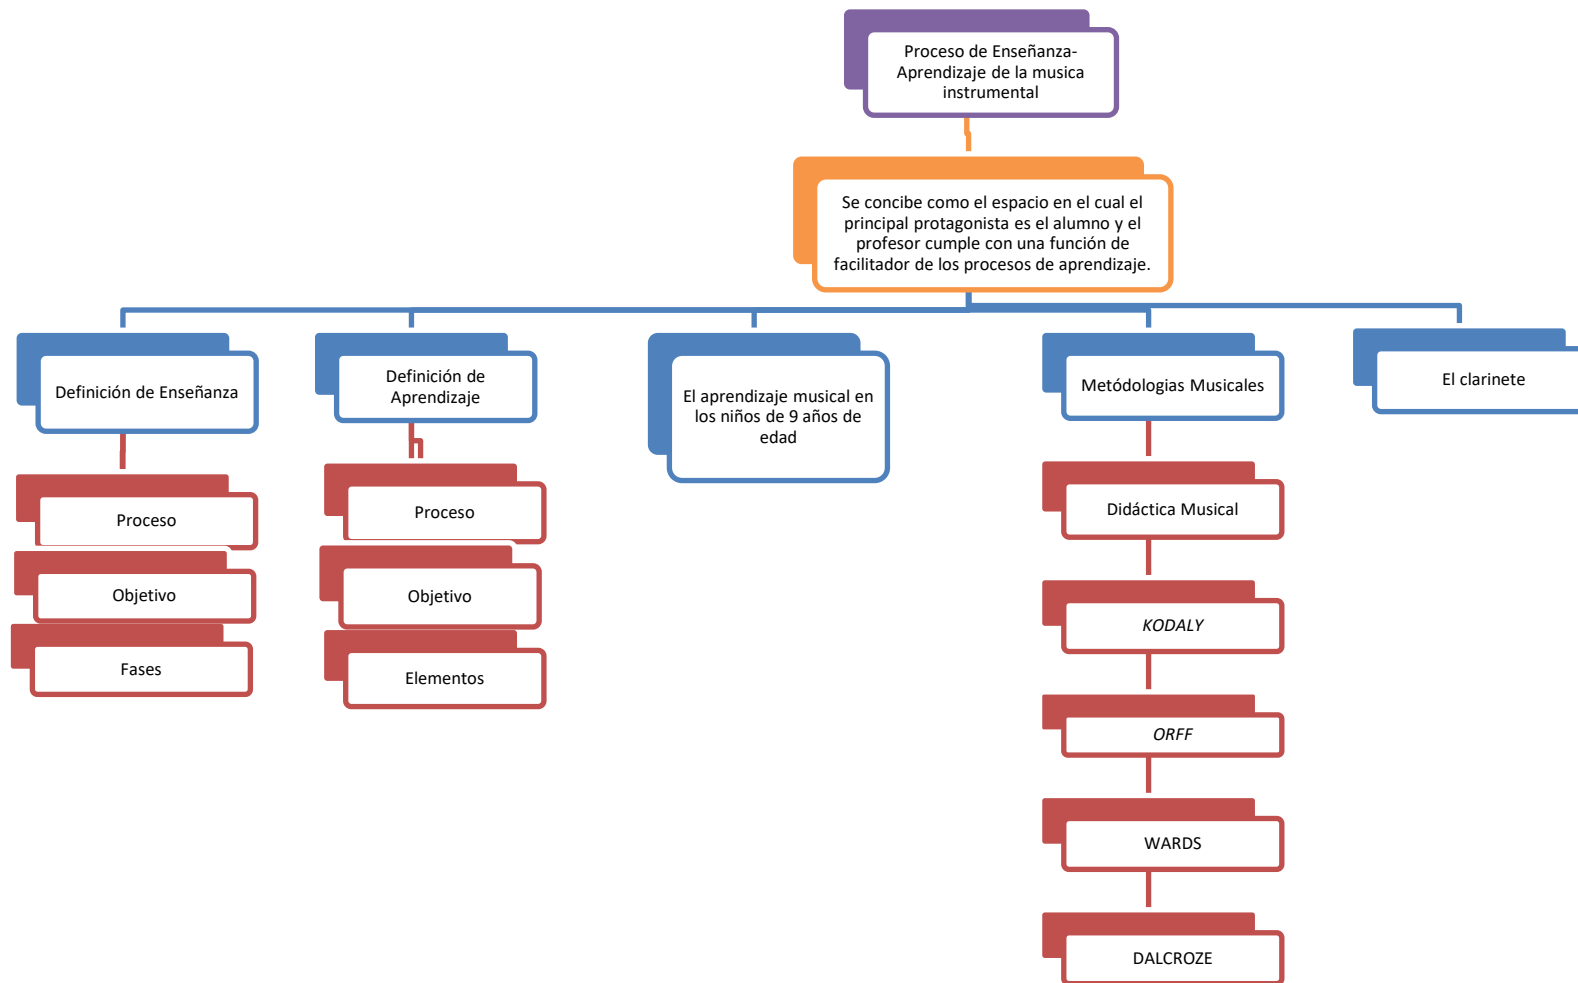 Proceso de Enseñanza-
Aprendizaje de la musica
instrumental
Se concibe como el espacio en el cual el
principal protagonista es el alumno y el
profesor cumple con una función de
facilitador de los procesos de aprendizaje.
Definición de Enseñanza
Proceso
Objetivo
Fases
Definición de
Aprendizaje
Proceso
Objetivo
Elementos
El aprendizaje musical en
los niños de 9 años de
edad
Metódologias Musicales
Didáctica Musical
KODALY
ORFF
WARDS
DALCROZE
El clarinete